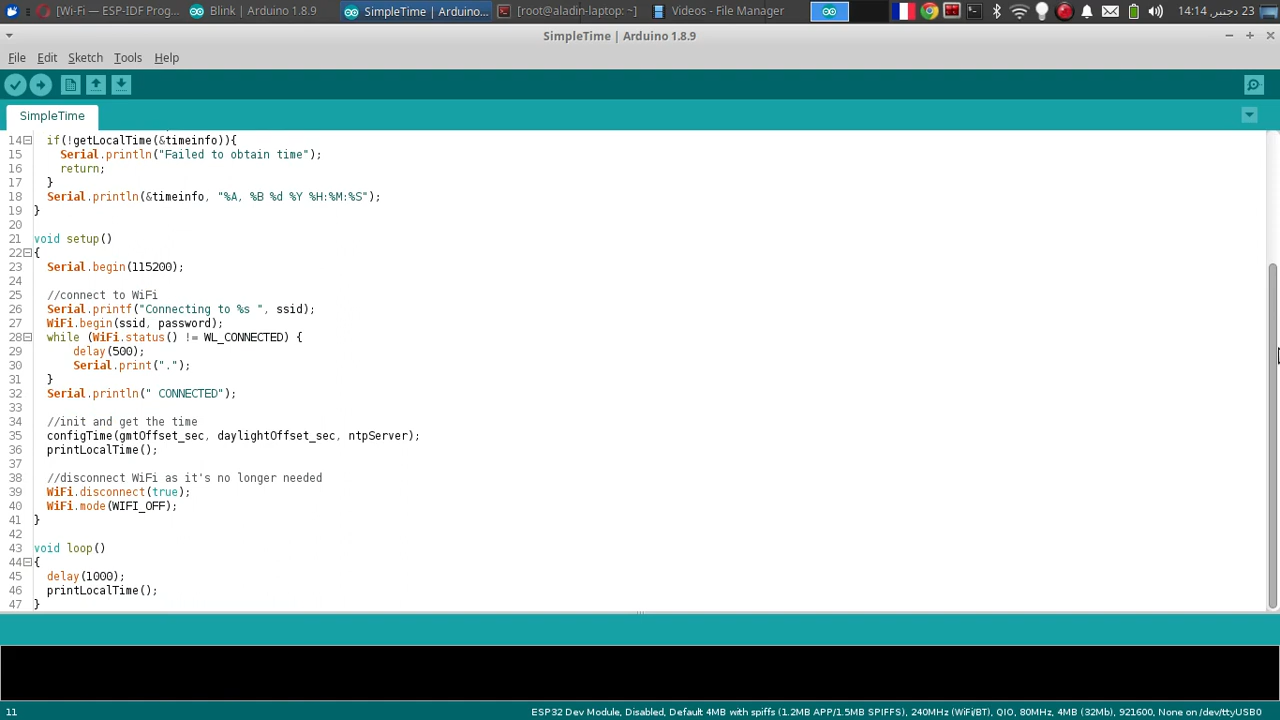 [Wi-Fi — ESP-IDF Prog... Blink | Arduino 1.8.9 SimpleTime | Arduino... [root@aladin-laptop: ~] Videos - File Manager 14:14 ,23 دجنبر
SimpleTime | Arduino 1.8.9
File Edit Sketch Tools Help
SimpleTime
14 if(!getLocalTime(&timeinfo)){
15 Serial.println("Failed to obtain time");
16 return;
17 }
18 Serial.println(&timeinfo, "%A, %B %d %Y %H:%M:%S");
19 }
20
21 void setup()
22 {
23 Serial.begin(115200);
24
25 //connect to WiFi
26 Serial.printf("Connecting to %s ", ssid);
27 WiFi.begin(ssid, password);
28 while (WiFi.status() != WL_CONNECTED) {
29 delay(500);
30 Serial.print(".");
31 }
32 Serial.println(" CONNECTED");
33
34 //init and get the time
35 configTime(gmtOffset_sec, daylightOffset_sec, ntpServer);
36 printLocalTime();
37
38 //disconnect WiFi as it's no longer needed
39 WiFi.disconnect(true);
40 WiFi.mode(WIFI_OFF);
41 }
42
43 void loop()
44 {
45 delay(1000);
46 printLocalTime();
47 }
11 ESP32 Dev Module, Disabled, Default 4MB with spiffs (1.2MB APP/1.5MB SPIFFS), 240MHz (WiFi/BT), QIO, 80MHz, 4MB (32Mb), 921600, None on /dev/ttyUSB0